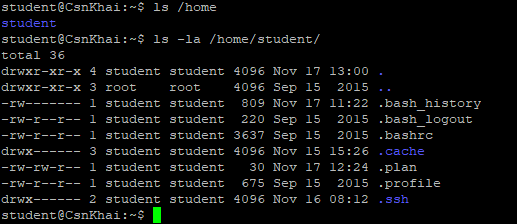 student@CsnKhai:~$ ls /home
student
student@CsnKhai:~$ ls -la /home/student/
total 36
drwxr-xr-x 4 student student 4096 Nov 17 13:00 .
drwxr-xr-x 3 root    root    4096 Sep 15  2015 ..
-rw------- 1 student student  809 Nov 17 11:22 .bash_history
-rw-r--r-- 1 student student  220 Sep 15  2015 .bash_logout
-rw-r--r-- 1 student student 3637 Sep 15  2015 .bashrc
drwx------ 3 student student 4096 Nov 15 15:26 .cache
-rw-rw-r-- 1 student student   30 Nov 17 12:24 .plan
-rw-r--r-- 1 student student  675 Sep 15  2015 .profile
drwx------ 2 student student 4096 Nov 16 08:12 .ssh
student@CsnKhai:~$